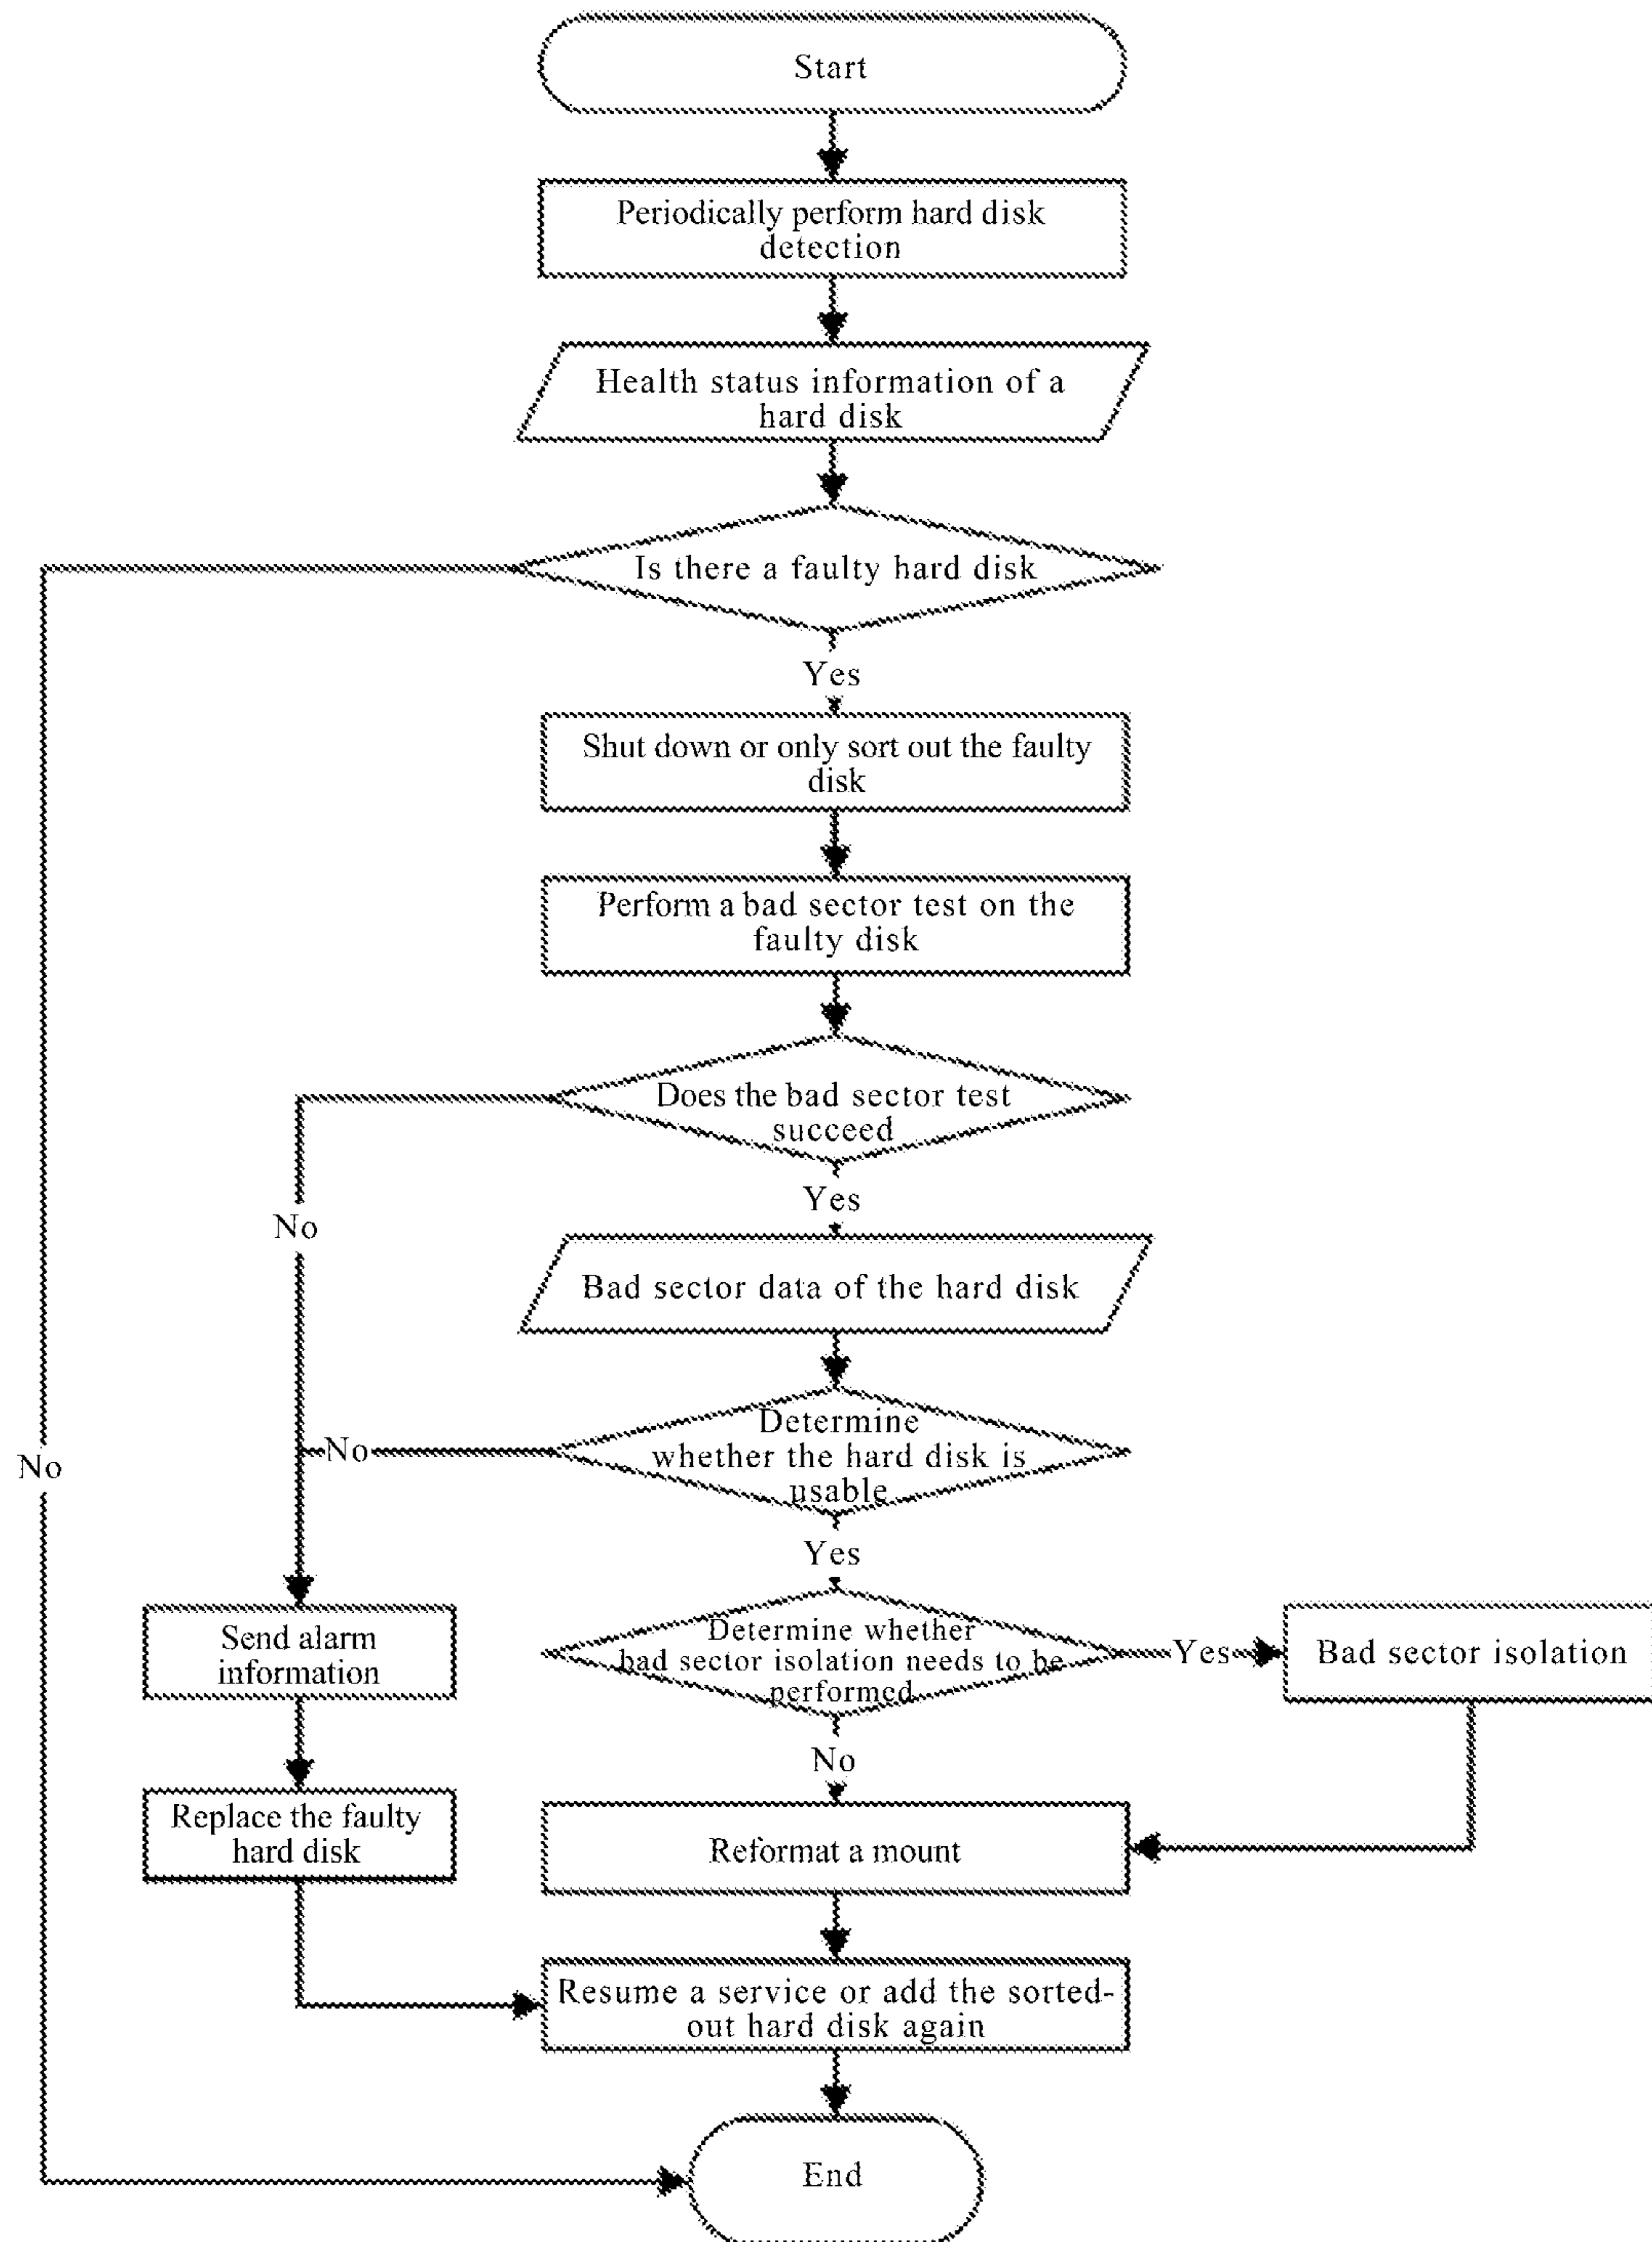 Start
Periodically perform hard disk
detection
Health status information of a
hard disk
Is there a faulty hard disk
Yes
Shut down or only sort out the faulty
disk
Perform a bad sector test on the
faulty disk
Does the bad sector test
succeed
Yes
No
Bad sector data of the hard disk
Determine
whether the hard disk is
usable
No
No
Yes
Send alarm
information
Determine whether
bad sector isolation needs to be
performed
Yes
Bad sector isolation
No
Replace the faulty
hard disk
Reformat a mount
Resume a service or add the sorted-
out hard disk again
End